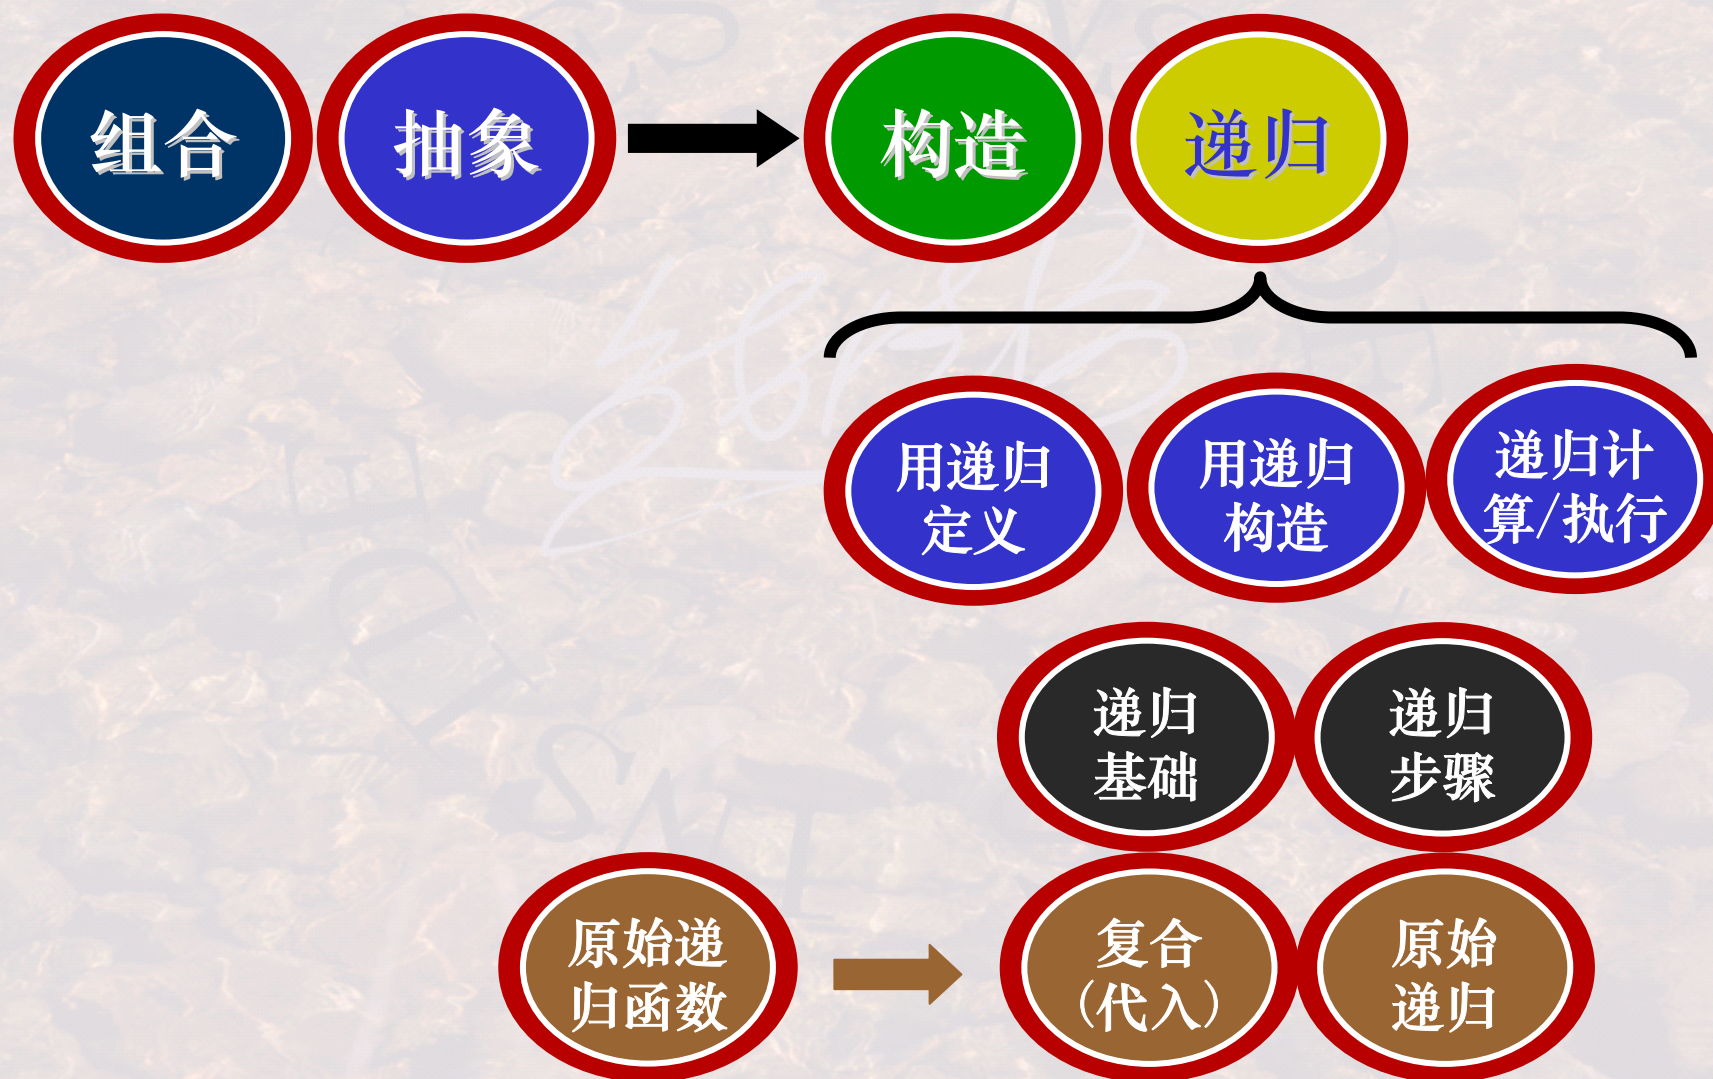 组合
抽象
构造
递归
用递归
定义
用递归
构造
递归计
算/执行
递归
基础
递归
步骤
原始递
归函数
复合
(代入)
原始
递归